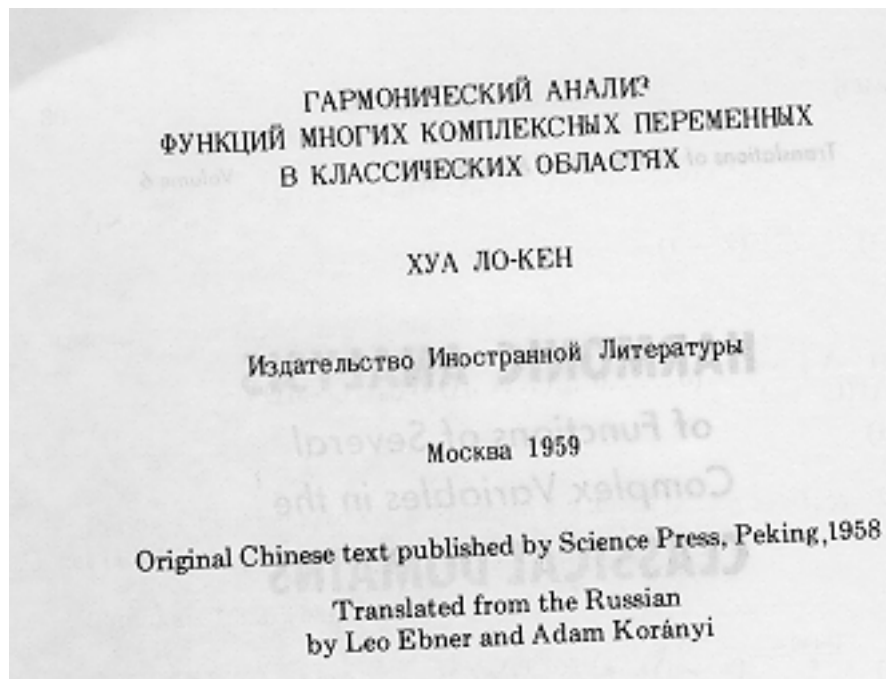 ГАРМОНИЧЕСКИЙ АНАЛИЗ
ФУНКЦИЙ МНОГИХ КОМПЛЕКСНЫХ ПЕРЕМЕННЫХ
В КЛАССИЧЕСКИХ ОБЛАСТЯХ
ХУА ЛО-КЕН
Издательство Иностранной Литературы
Москва 1959
Original Chinese text published by Science Press, Peking,1958
Translated from the Russian
by Leo Ebner and Adam Korányi